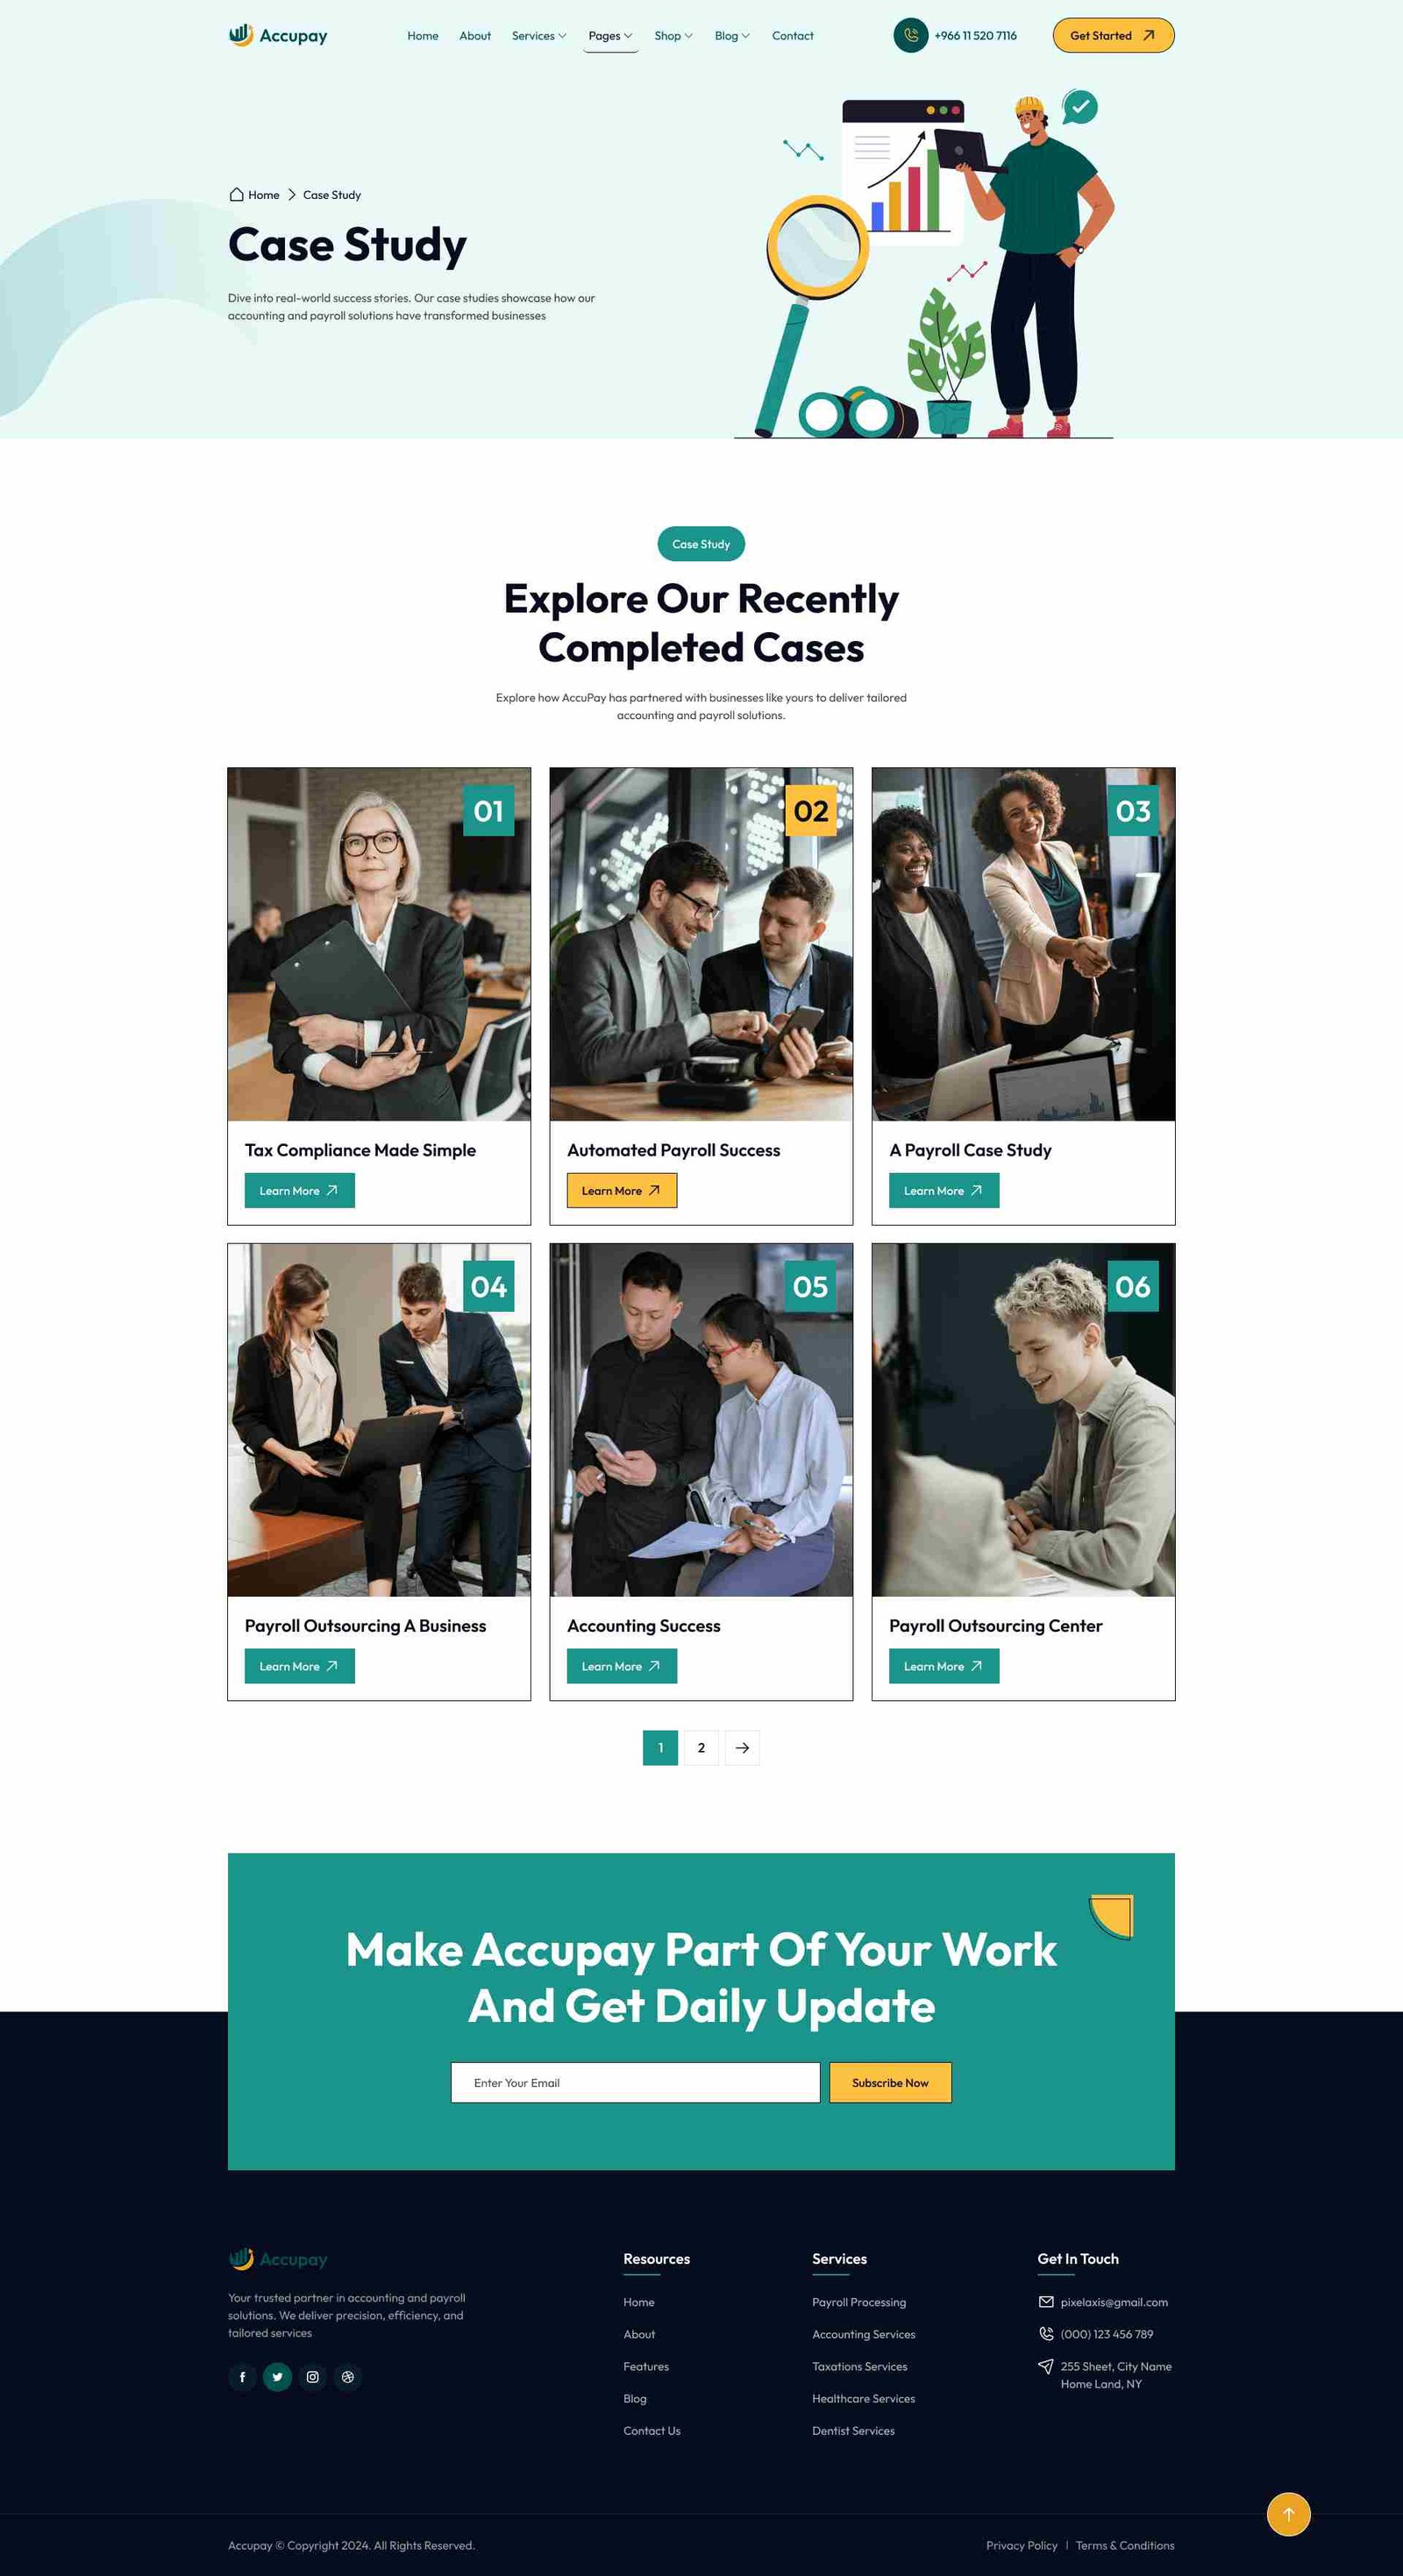 Accupay
Home About Services Pages Shop Blog Contact
+966 11 520 7116
Get Started
Home Case Study
Case Study
Dive into real-world success stories. Our case studies showcase how our
accounting and payroll solutions have transformed businesses
Case Study
Explore Our Recently
Completed Cases
Explore how AccuPay has partnered with businesses like yours to deliver tailored
accounting and payroll solutions.
01
Tax Compliance Made Simple
Learn More
02
Automated Payroll Success
Learn More
03
A Payroll Case Study
Learn More
04
Payroll Outsourcing A Business
Learn More
05
Accounting Success
Learn More
06
Payroll Outsourcing Center
Learn More
1 2
Make Accupay Part Of Your Work
And Get Daily Update
Enter Your Email
Subscribe Now
Accupay
Your trusted partner in accounting and payroll
solutions. We deliver precision, efficiency, and
tailored services
Resources
Home
About
Features
Blog
Contact Us
Services
Payroll Processing
Accounting Services
Taxations Services
Healthcare Services
Dentist Services
Get In Touch
pixelaxis@gmail.com
(000) 123 456 789
255 Sheet, City Name
Home Land, NY
Accupay © Copyright 2024. All Rights Reserved.
Privacy Policy | Terms & Conditions